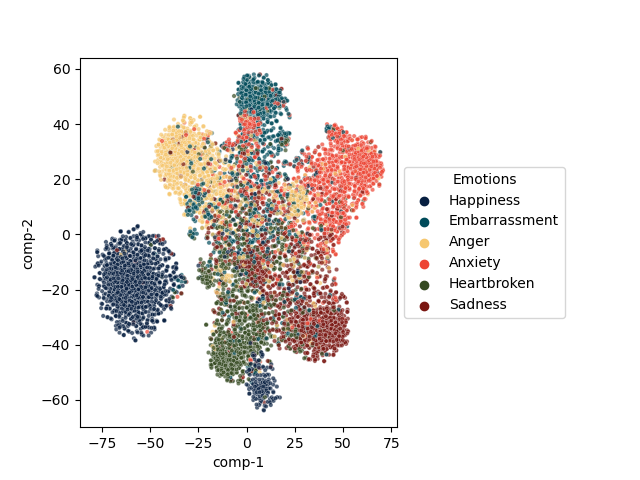 60
40
20
0
−20
−40
−60
comp-2
−75
−50
−25
0
25
50
75
comp-1
Emotions
Happiness
Embarrassment
Anger
Anxiety
Heartbroken
Sadness